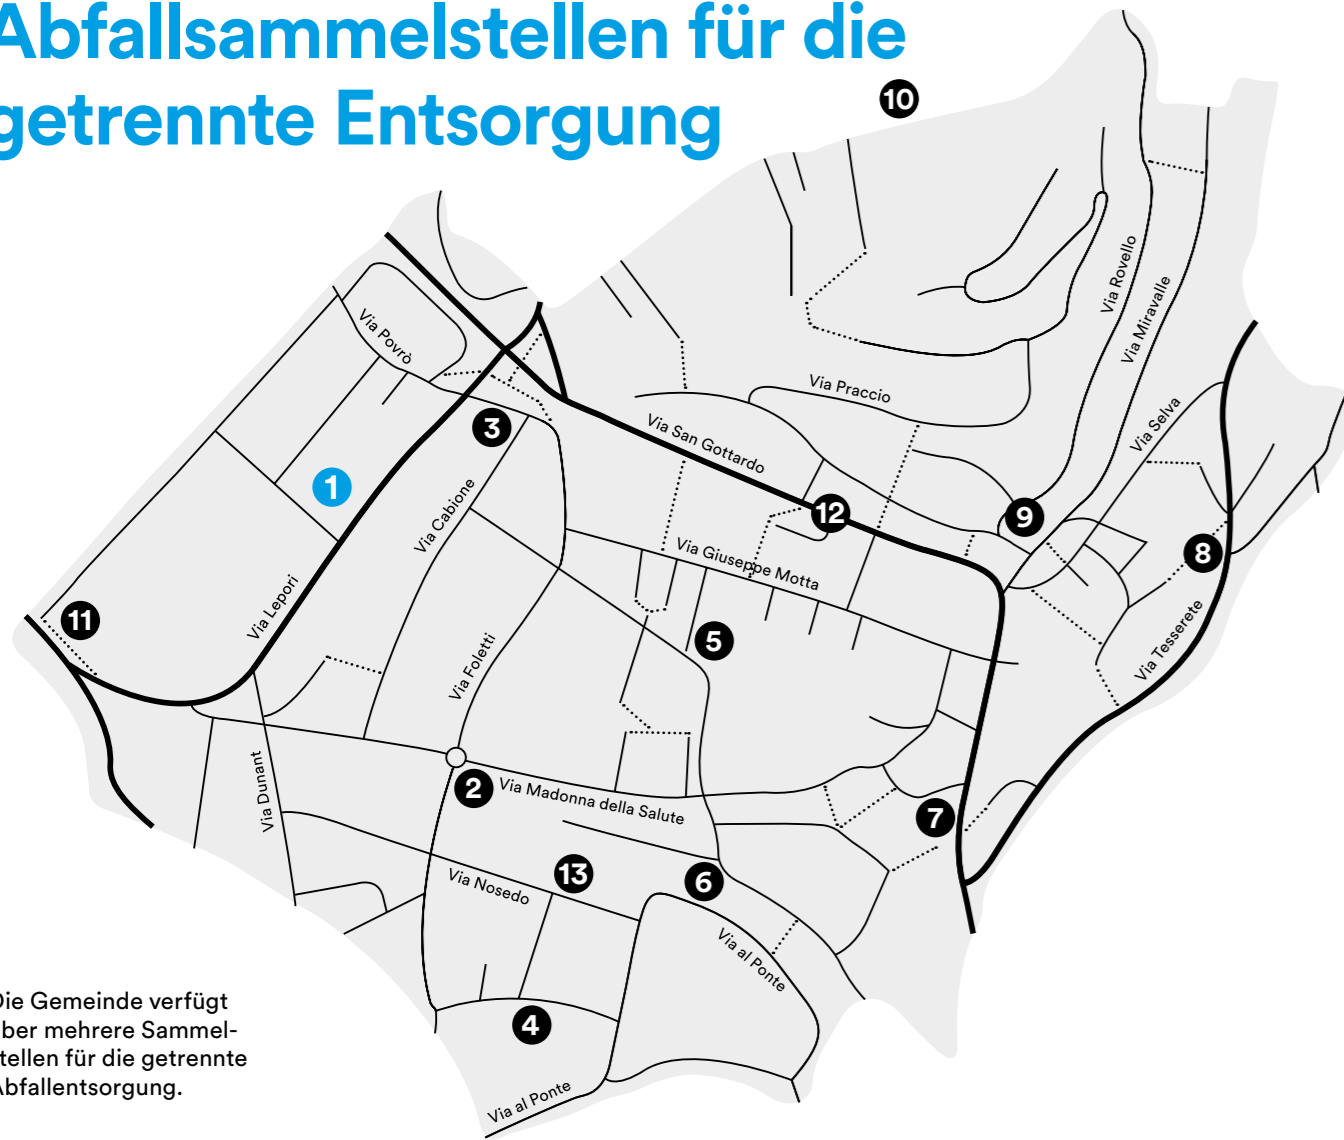 Abfallsammelstellen für die
getrennte Entsorgung
10
Via Rovello
Via Miravalle
Via Povrò
Via Praccio
Via Selva
3
Via San Gottardo
1
Via Cabione
12
9
8
Via Giuseppe Motta
Via Lepori
11
5
Via Foletti
Via Tesserete
Via Dunant
2
Via Madonna della Salute
7
13
6
Via Nosedo
Via al Ponte
4
Via al Ponte
Die Gemeinde verfügt
über mehrere Sammel-
stellen für die getrennte
Abfallentsorgung.